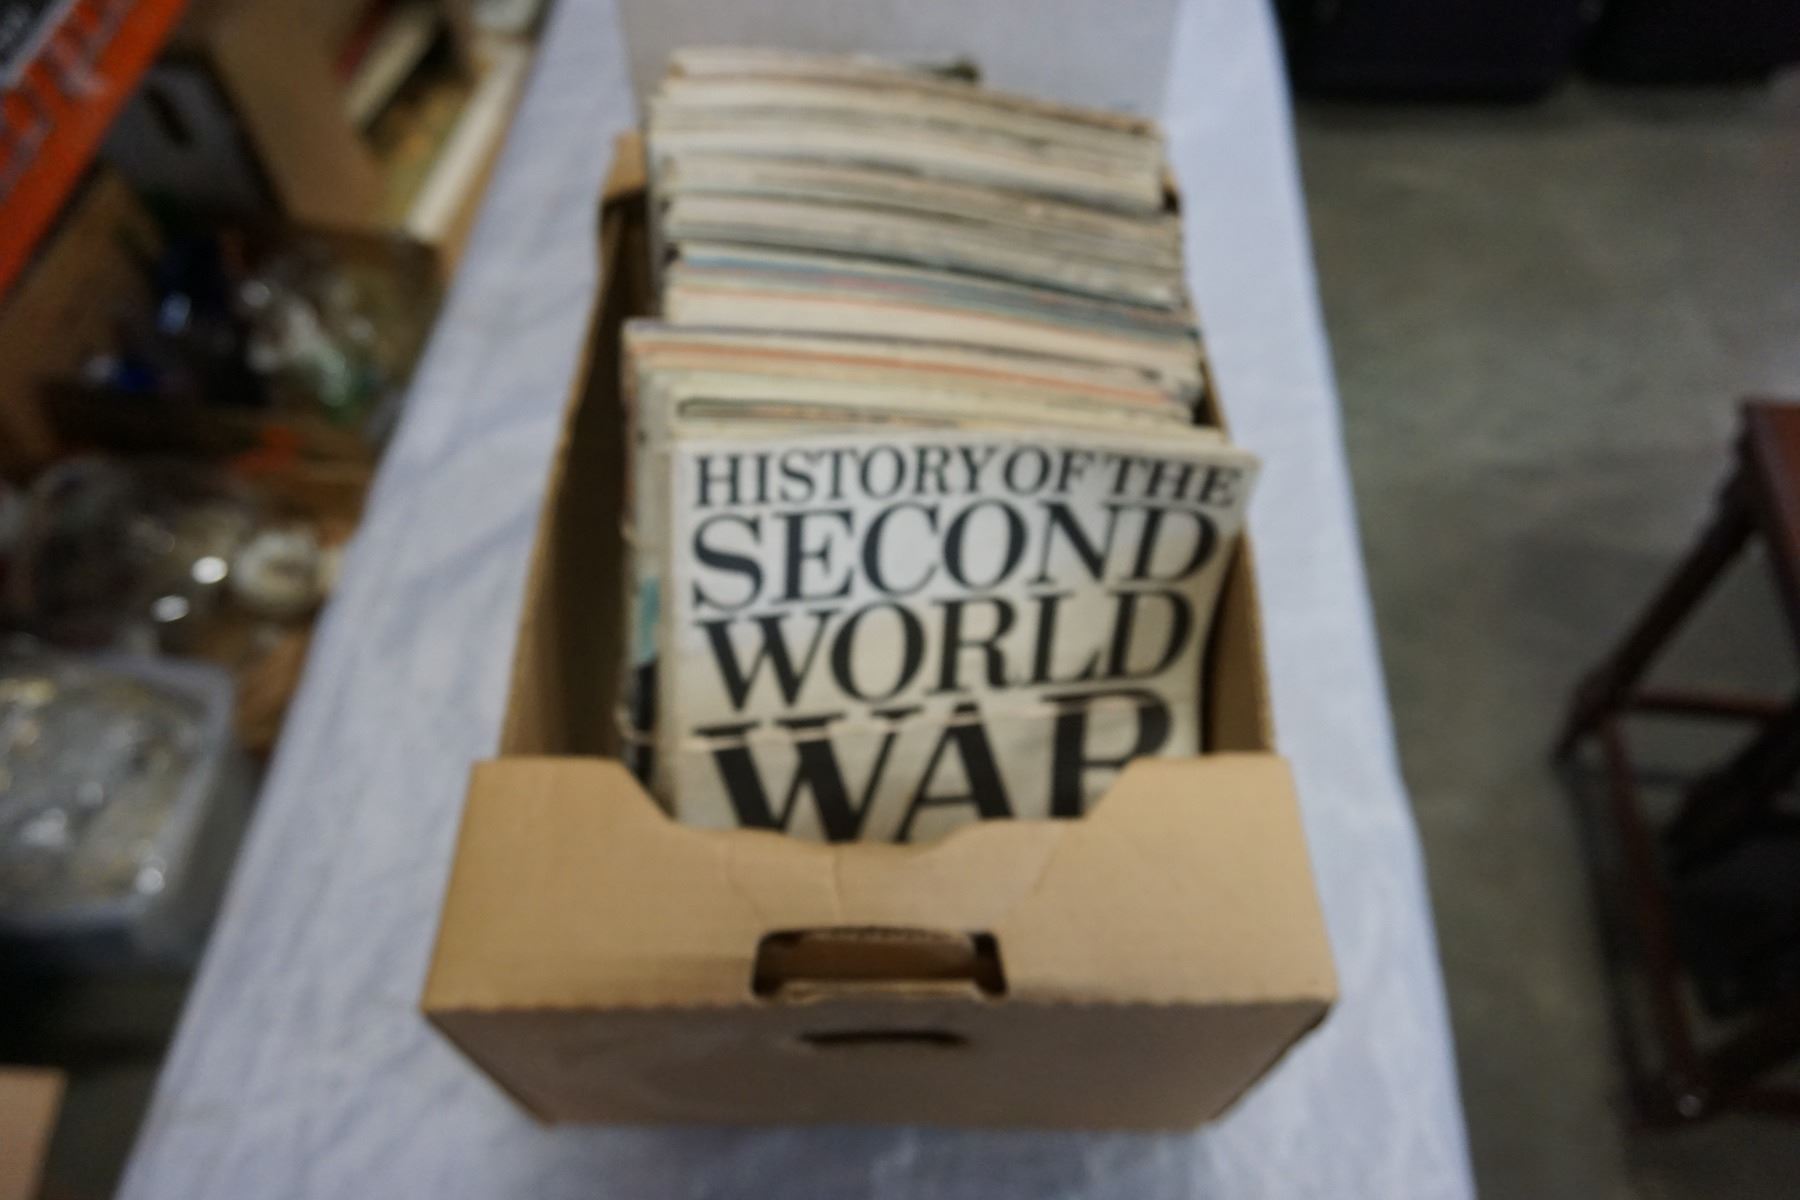 HISTORY OF THE
SECOND
WORLD
WAR